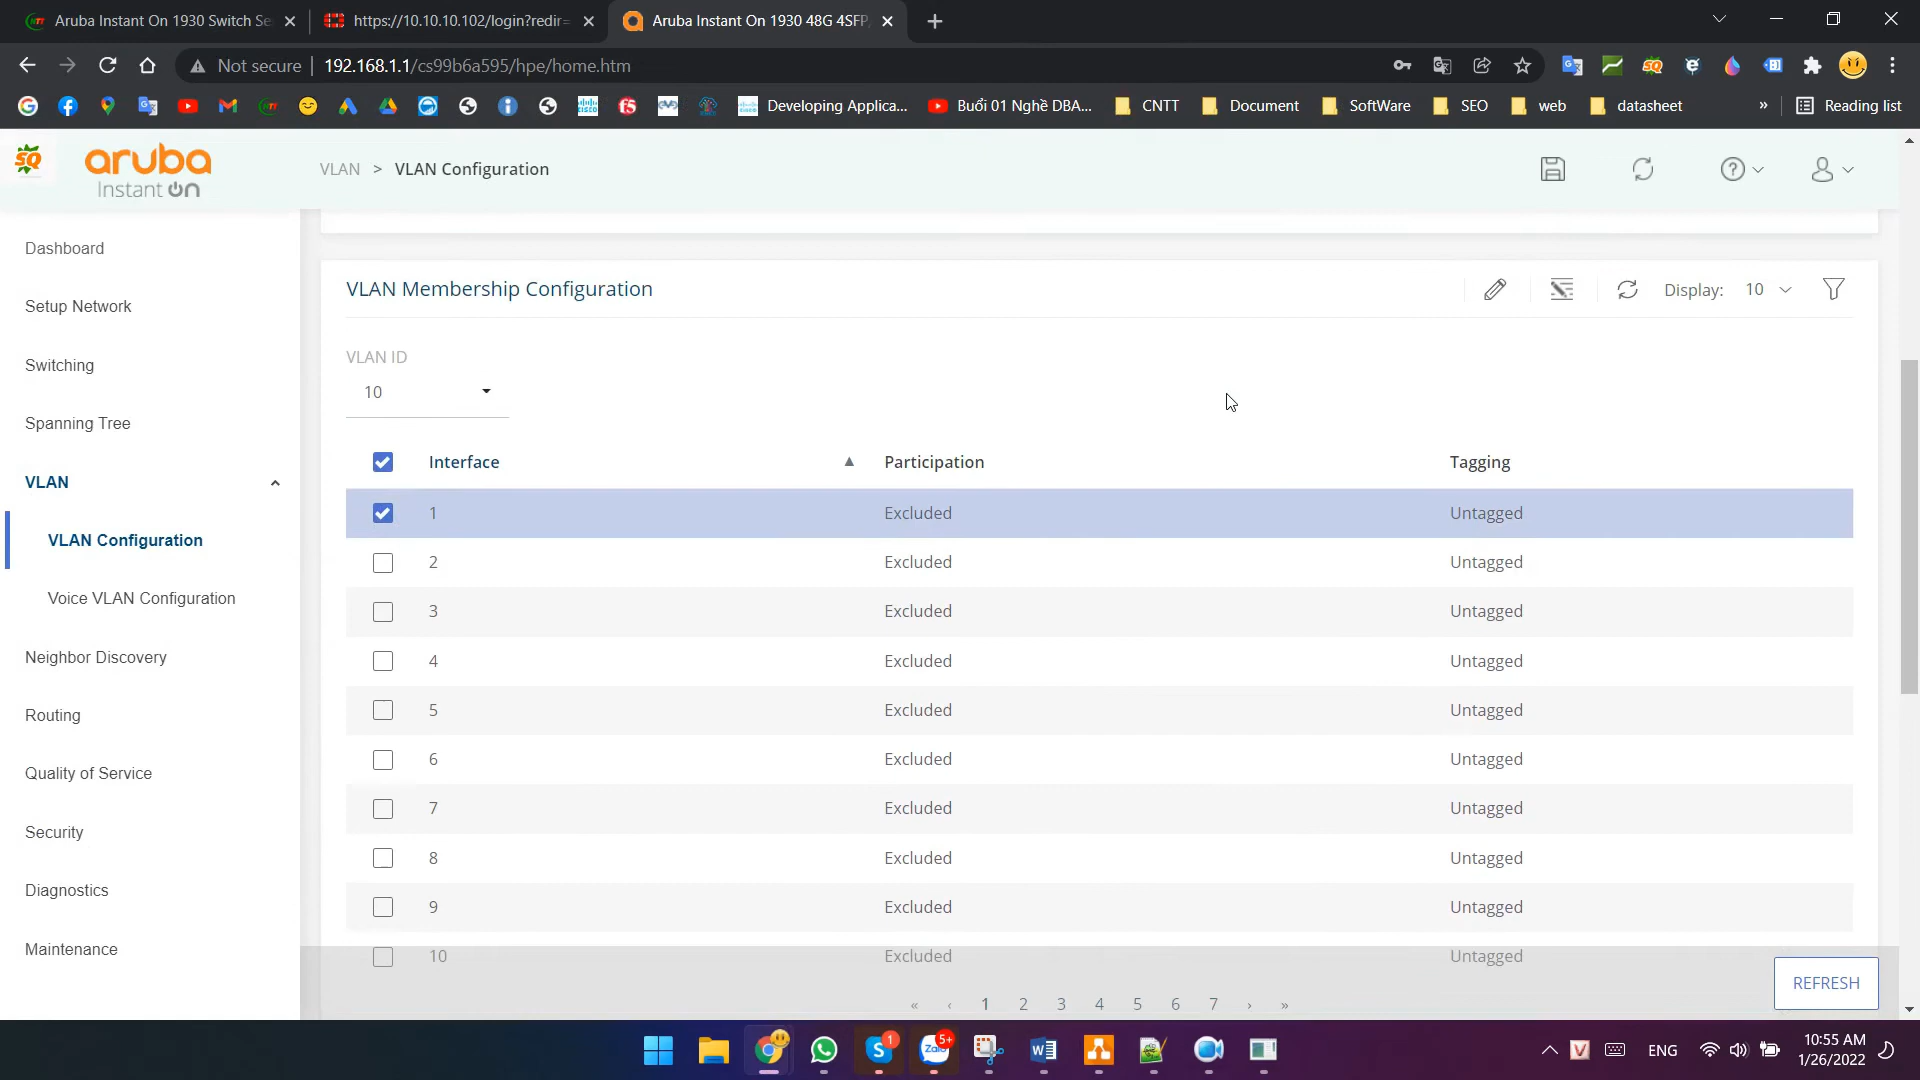 Aruba Instant On 1930 Switch Se
https://10.10.10.102/login?redir=
Aruba Instant On 1930 48G 4SFP
Not secure
192.168.1.1/cs99b6a595/hpe/home.htm
Developing Applica...
Buổi 01 Nghề DBA...
CNTT
Document
SoftWare
SEO
web
datasheet
»
Reading list
SQ
aruba
Instant On
VLAN > VLAN Configuration
Dashboard
Setup Network
Switching
Spanning Tree
VLAN
VLAN Configuration
Voice VLAN Configuration
Neighbor Discovery
Routing
Quality of Service
Security
Diagnostics
Maintenance
VLAN Membership Configuration
Display: 10
VLAN ID
10
Interface Participation Tagging
1 Excluded Untagged
2 Excluded Untagged
3 Excluded Untagged
4 Excluded Untagged
5 Excluded Untagged
6 Excluded Untagged
7 Excluded Untagged
8 Excluded Untagged
9 Excluded Untagged
10 Excluded Untagged
« ‹ 1 2 3 4 5 6 7 › »
REFRESH
1
Zalo
5+
V
ENG
10:55 AM
1/26/2022